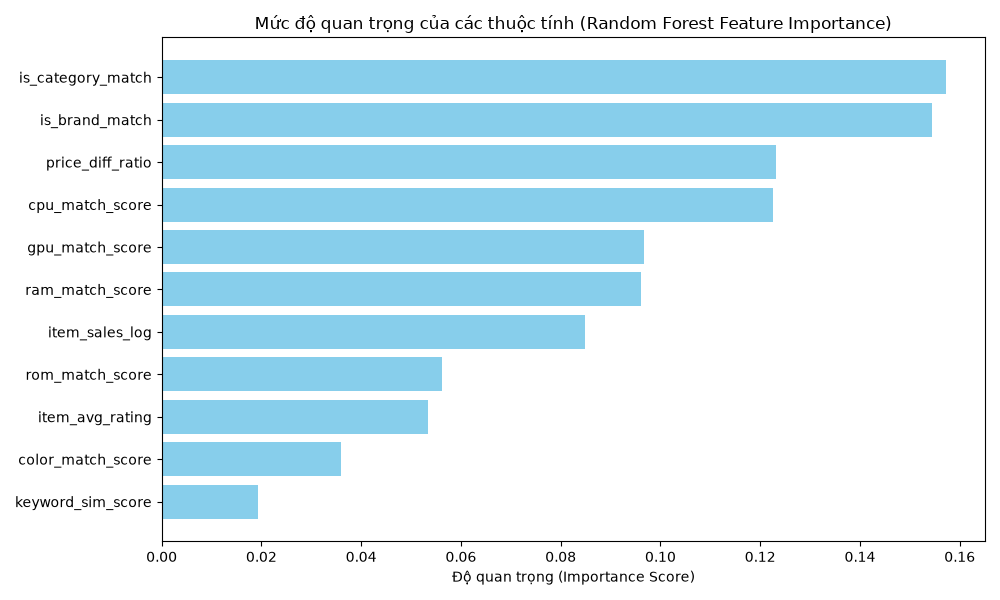 Mức độ quan trọng của các thuộc tính (Random Forest Feature Importance)
is_category_match
is_brand_match
price_diff_ratio
cpu_match_score
gpu_match_score
ram_match_score
item_sales_log
rom_match_score
item_avg_rating
color_match_score
keyword_sim_score
0.00 0.02 0.04 0.06 0.08 0.10 0.12 0.14 0.16
Độ quan trọng (Importance Score)